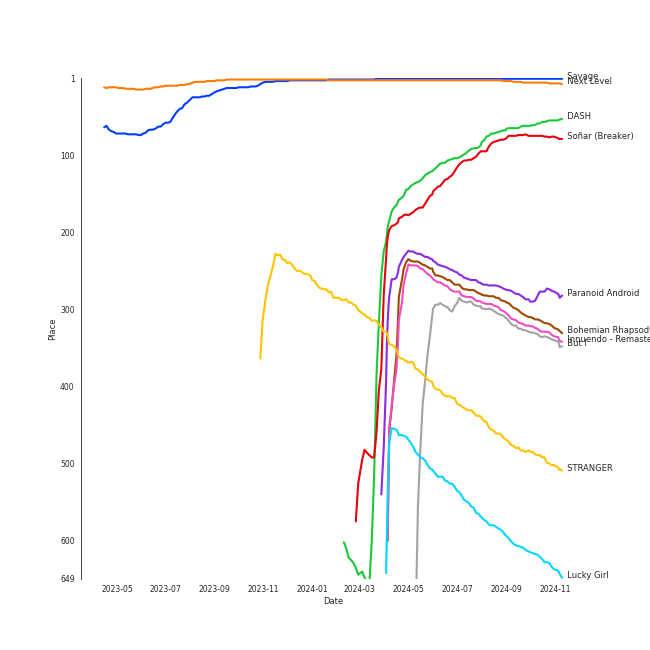 1
100
200
300
400
500
600
649
Place
2023-05
2023-07
2023-09
2023-11
2024-01
2024-03
2024-05
2024-07
2024-09
2024-11
Date
Savage
Next Level
DASH
Soñar (Breaker)
Paranoid Android
Bohemian Rhapsody
Innuendo - Remaste
But I
STRANGER
Lucky Girl